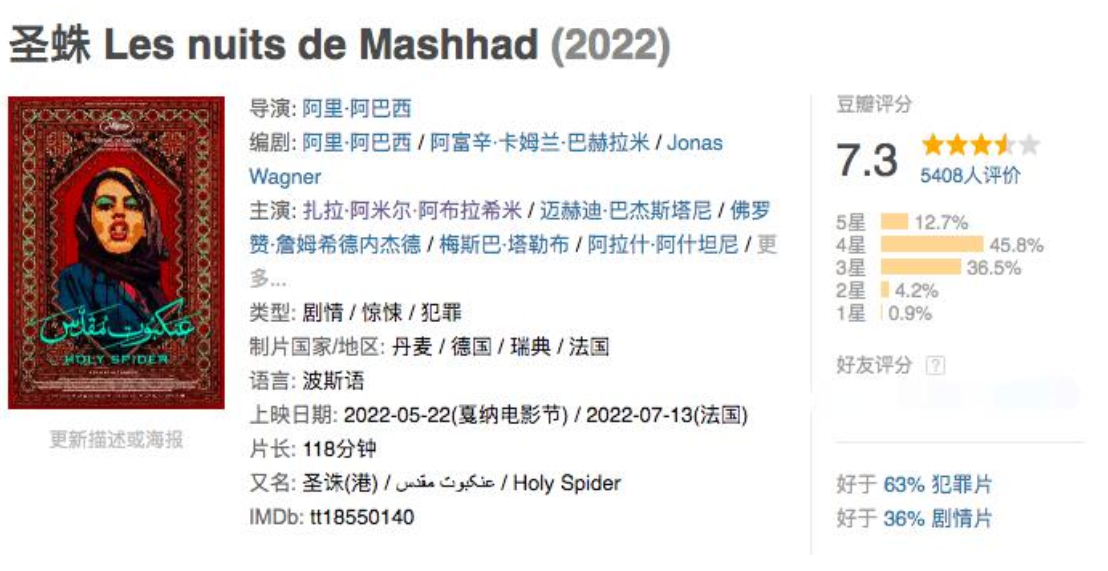 圣蛛 Les nuits de Mashhad (2022)
عنكبوت مقدس
HOLY SPIDER
更新描述或海报
导演: 阿里·阿巴西
编剧: 阿里·阿巴西 / 阿富辛·卡姆兰·巴赫拉米 / Jonas
Wagner
主演: 扎拉·阿米尔·阿布拉希米 / 迈赫迪·巴杰斯塔尼 / 佛罗
赞·詹姆希德内杰德 / 梅斯巴·塔勒布 / 阿拉什·阿什坦尼 / 更
多...
类型: 剧情 / 惊悚 / 犯罪
制片国家/地区: 丹麦 / 德国 / 瑞典 / 法国
语言: 波斯语
上映日期: 2022-05-22(戛纳电影节) / 2022-07-13(法国)
片长: 118分钟
又名: 圣诛(港) / عنکبوت مقدس / Holy Spider
IMDb: tt18550140
豆瓣评分
7.3
5408人评价
5星 12.7%
4星 45.8%
3星 36.5%
2星 4.2%
1星 0.9%
好友评分 ?
好于 63% 犯罪片
好于 36% 剧情片